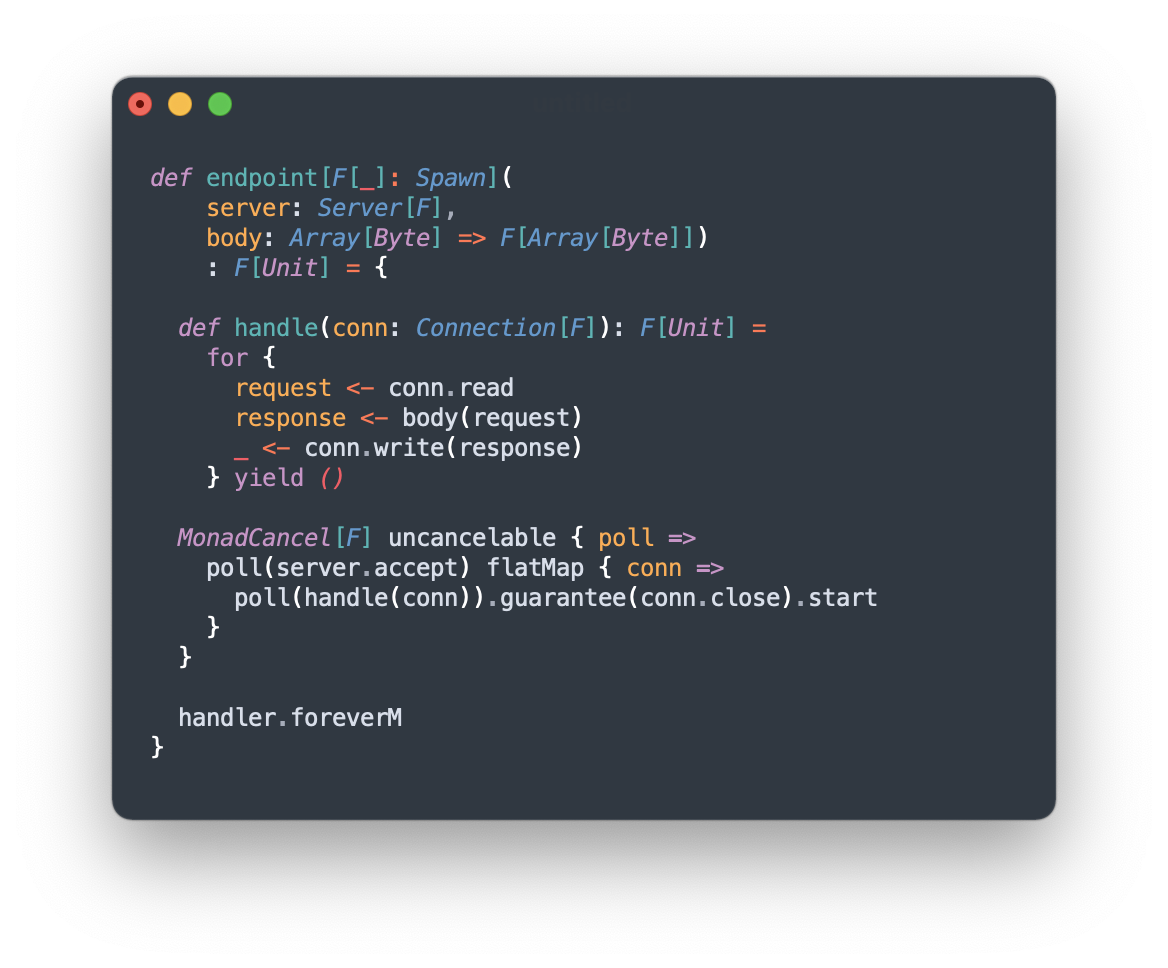 def endpoint[F[_]: Spawn](
    server: Server[F],
    body: Array[Byte] => F[Array[Byte]])
    : F[Unit] = {

  def handle(conn: Connection[F]): F[Unit] =
    for {
      request <- conn.read
      response <- body(request)
      _ <- conn.write(response)
    } yield ()

  MonadCancel[F] uncancelable { poll =>
    poll(server.accept) flatMap { conn =>
      poll(handle(conn)).guarantee(conn.close).start
    }
  }

  handler.foreverM
}